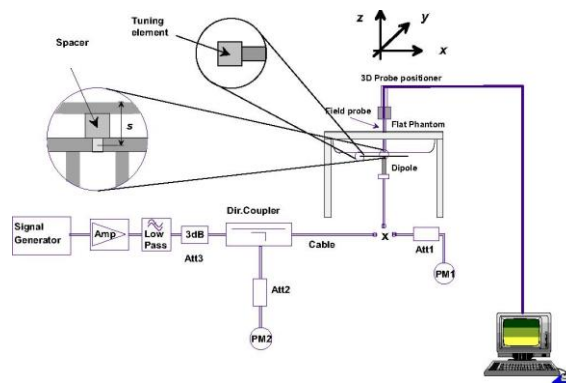 Tuning
element
Spacer
s
z
y
x
3D Probe positioner
Field probe
Flat Phantom
Dipole
Signal
Generator
Amp
Low
Pass
3dB
Att3
Dir.Coupler
Cable
x
Att1
PM1
Att2
PM2